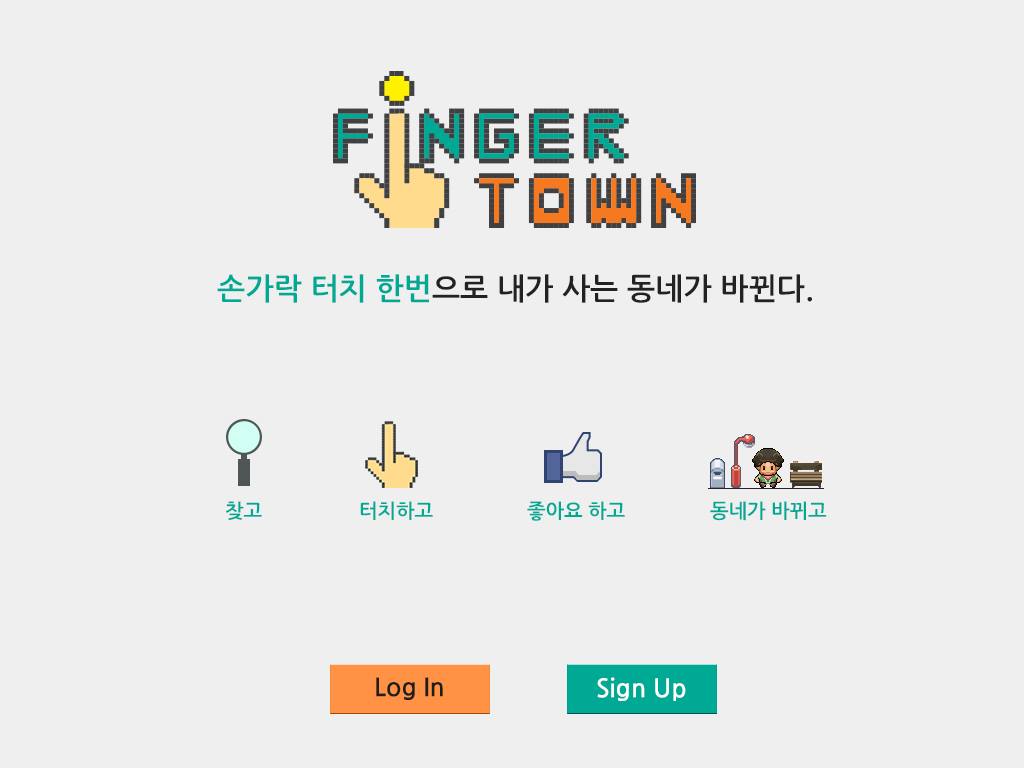 FINGER
TOWN
손가락 터치 한번으로 내가 사는 동네가 바뀐다.
찾고
터치하고
좋아요 하고
동네가 바뀌고
Log In
Sign Up